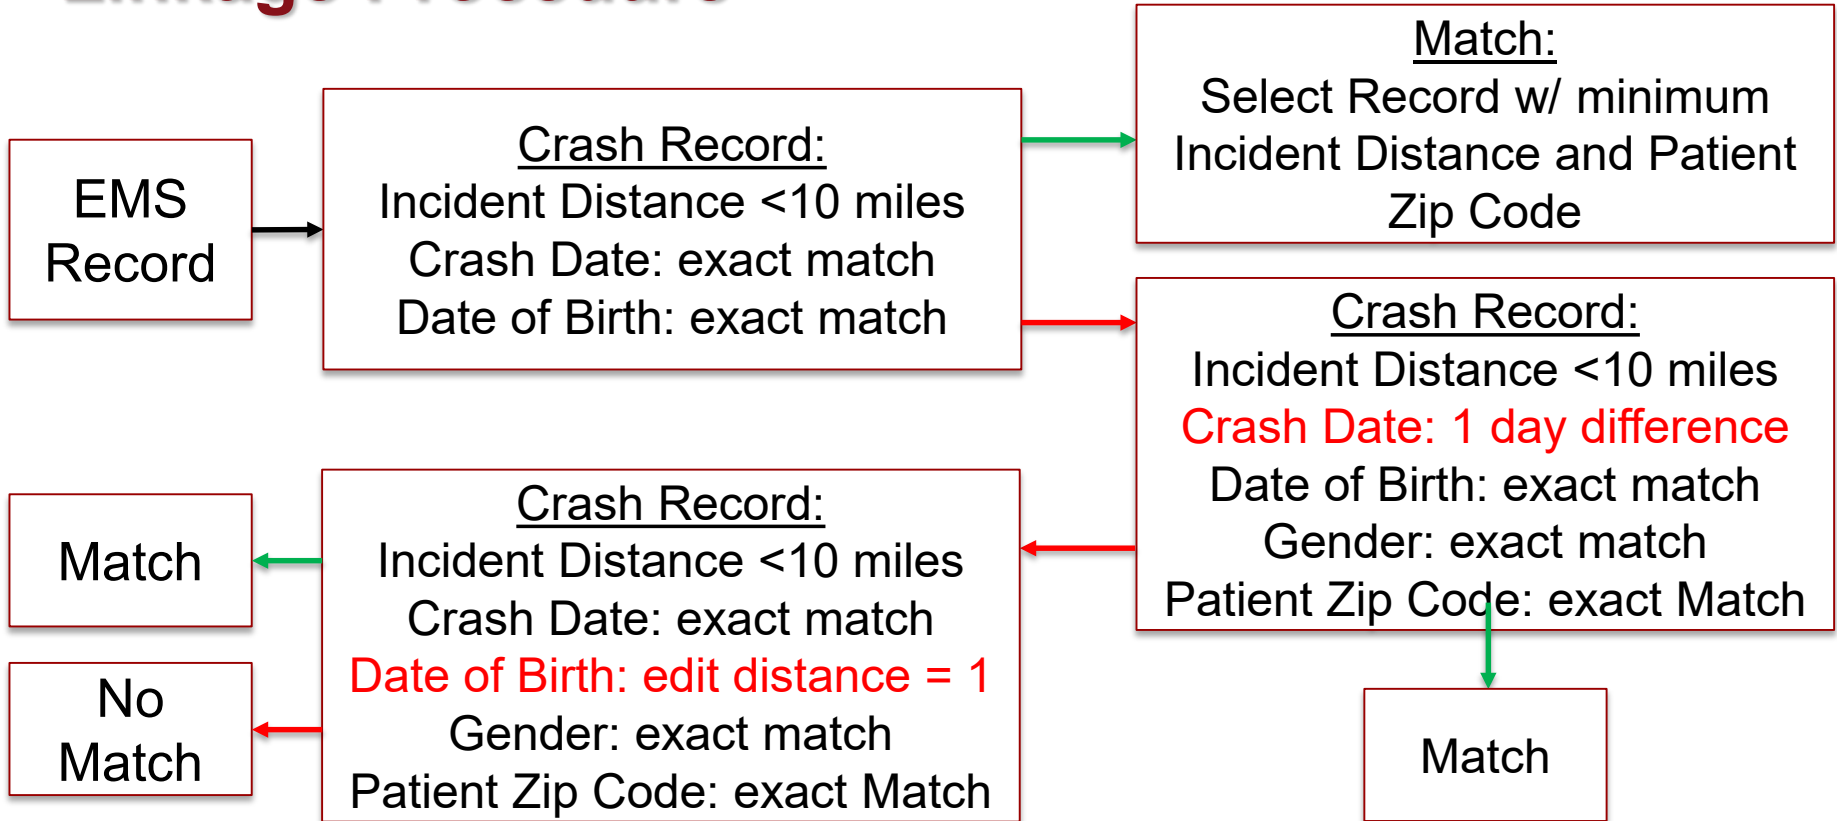 Linkage Procedure
EMS
Record
Crash Record:
Incident Distance <10 miles
Crash Date: exact match
Date of Birth: exact match
Match:
Select Record w/ minimum
Incident Distance and Patient
Zip Code
Crash Record:
Incident Distance <10 miles
Crash Date: 1 day difference
Date of Birth: exact match
Gender: exact match
Patient Zip Code: exact Match
Match
Crash Record:
Incident Distance <10 miles
Crash Date: exact match
Date of Birth: edit distance = 1
Gender: exact match
Patient Zip Code: exact Match
Match
No
Match